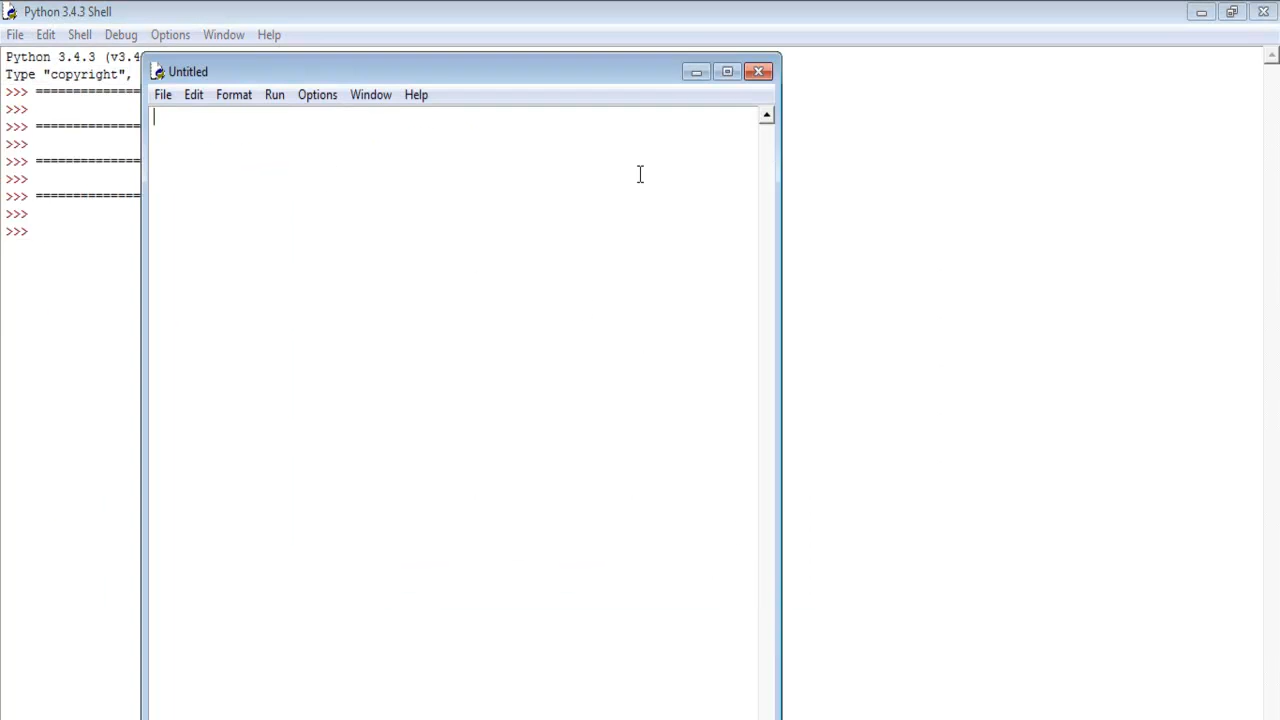 Python 3.4.3 Shell
File Edit Shell Debug Options Window Help
Python 3.4.3 (v3.4
Type "copyright",
>>> ==============
>>>
>>> ==============
>>>
>>> ==============
>>>
>>> ==============
>>>
>>>
Untitled
File Edit Format Run Options Window Help